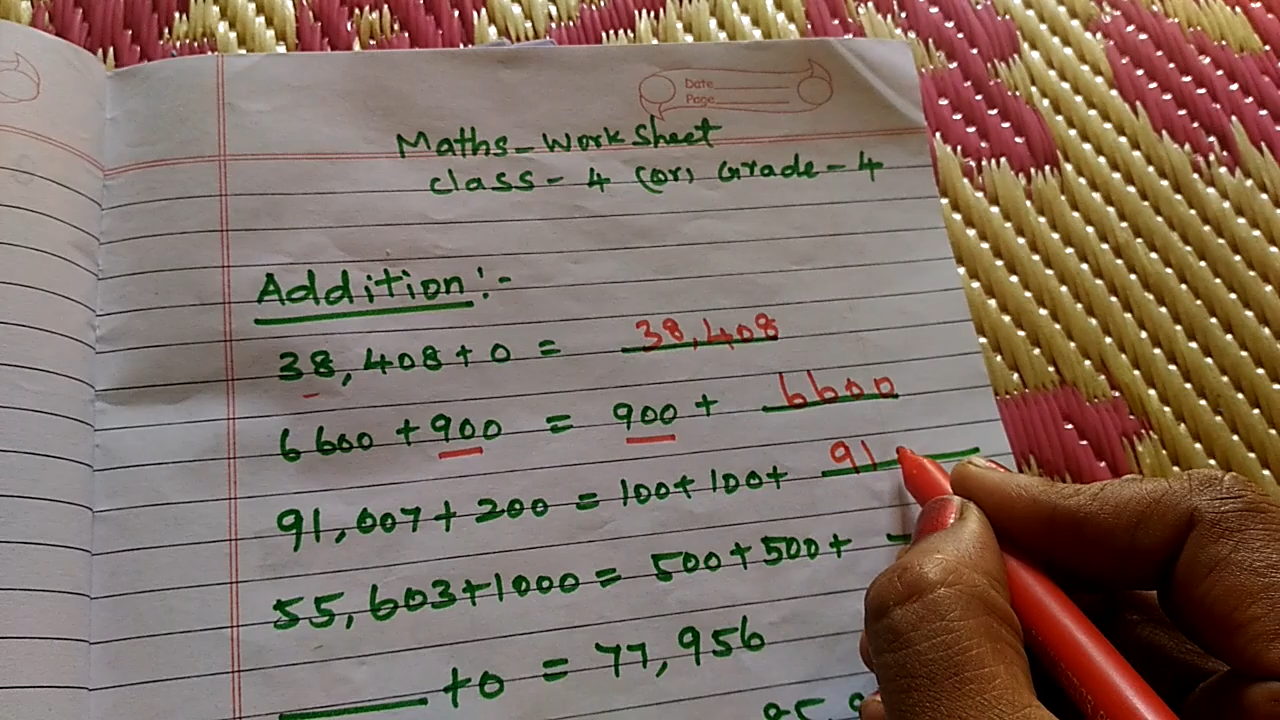 Date
Page
Maths-Work Sheet
class - 4 (or) Grade - 4
Addition :-
38,408 + 0 = 38,408
6600 + 900 = 900 + 6600
91,007 + 200 = 100 + 100 + 91
55,603 + 1000 = 500 + 500 +
+ 0 = 77,956